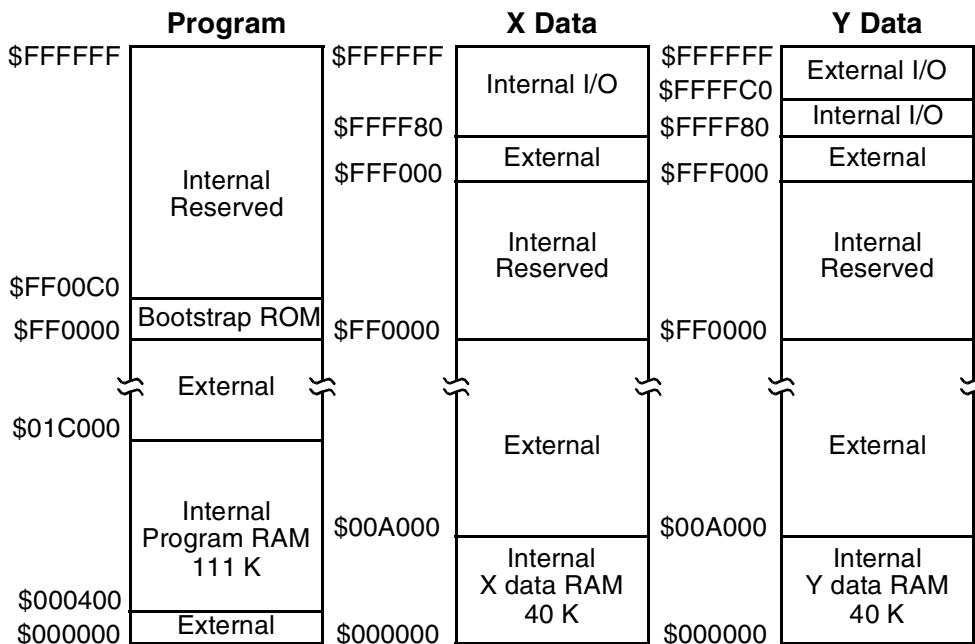 Program
$FFFFFF
Internal
Reserved
$FF00C0
Bootstrap ROM
$FF0000
External
$01C000
Internal
Program RAM
111 K
$000400
External
$000000
X Data
$FFFFFF
Internal I/O
$FFFF80
External
$FFF000
Internal
Reserved
$FF0000
External
$00A000
Internal
X data RAM
40 K
$000000
Y Data
$FFFFFF
External I/O
$FFFFC0
Internal I/O
$FFFF80
External
$FFF000
Internal
Reserved
$FF0000
External
$00A000
Internal
Y data RAM
40 K
$000000